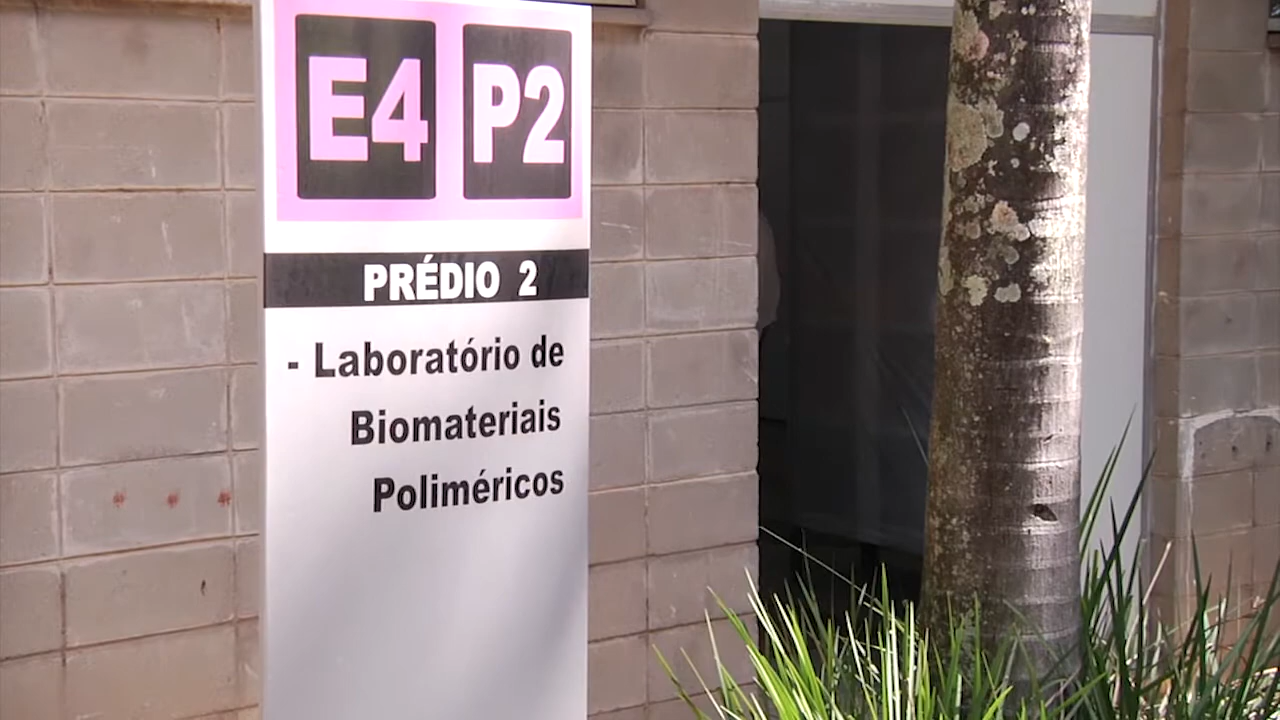 E4 P2
PRÉDIO 2
- Laboratório de
Biomateriais
Poliméricos